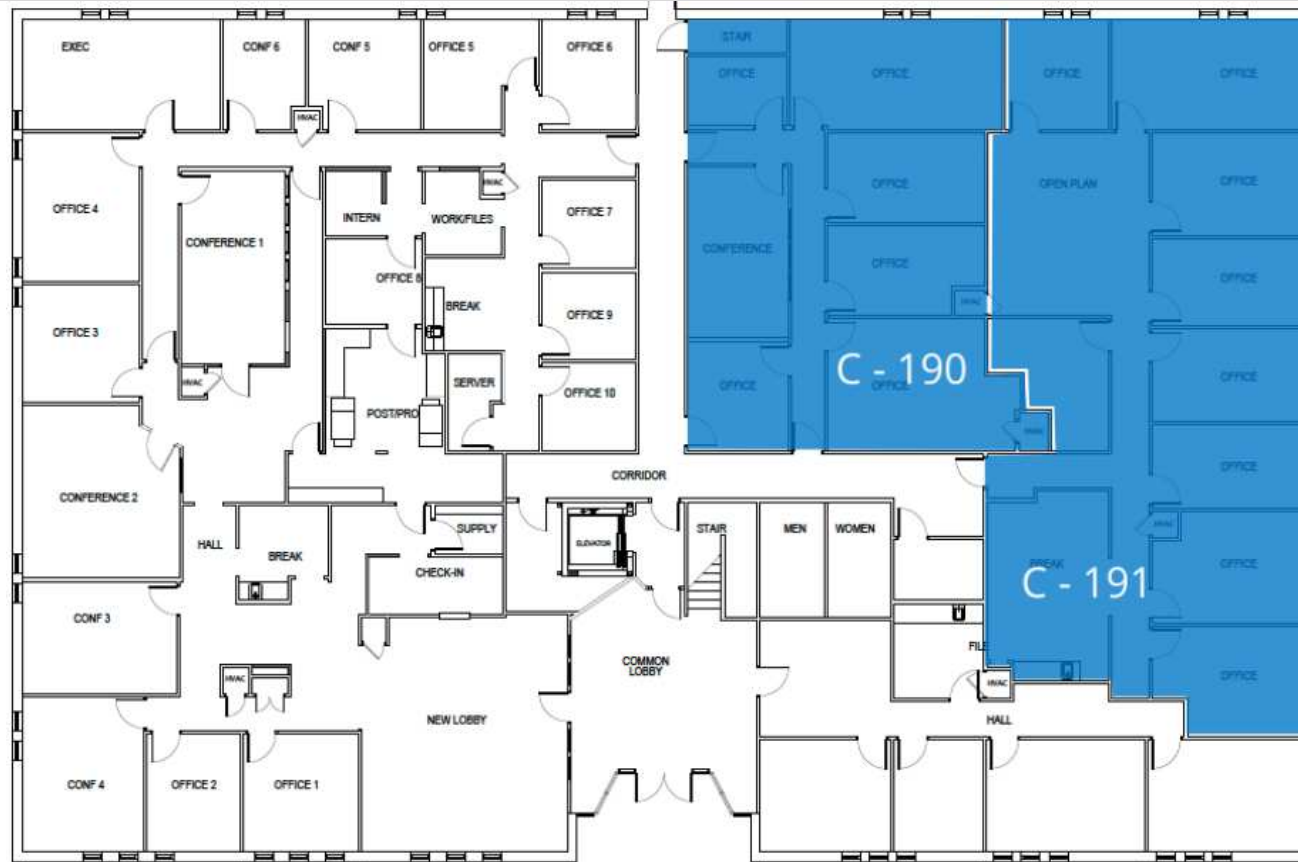 EXEC
CONF 6
CONF 5
OFFICE 5
OFFICE 6
STAIR
OFFICE
OFFICE
OFFICE
OFFICE
HVAC
OFFICE 4
CONFERENCE 1
INTERN
WORK/FILES
HVAC
OFFICE 7
OFFICE
OPEN PLAN
OFFICE
CONFERENCE
OFFICE 8
BREAK
OFFICE 9
OFFICE
HVAC
OFFICE
OFFICE 3
HVAC
SERVER
OFFICE 10
POST/PRO
OFFICE
C - 190
OFFICE
OFFICE
HVAC
CONFERENCE 2
CORRIDOR
OFFICE
HALL
BREAK
SUPPLY
CHECK-IN
ELEVATOR
STAIR
MEN
WOMEN
HVAC
BREAK
OFFICE
C - 191
CONF 3
HVAC
COMMON
LOBBY
FILE
HVAC
OFFICE
NEW LOBBY
HALL
CONF 4
OFFICE 2
OFFICE 1